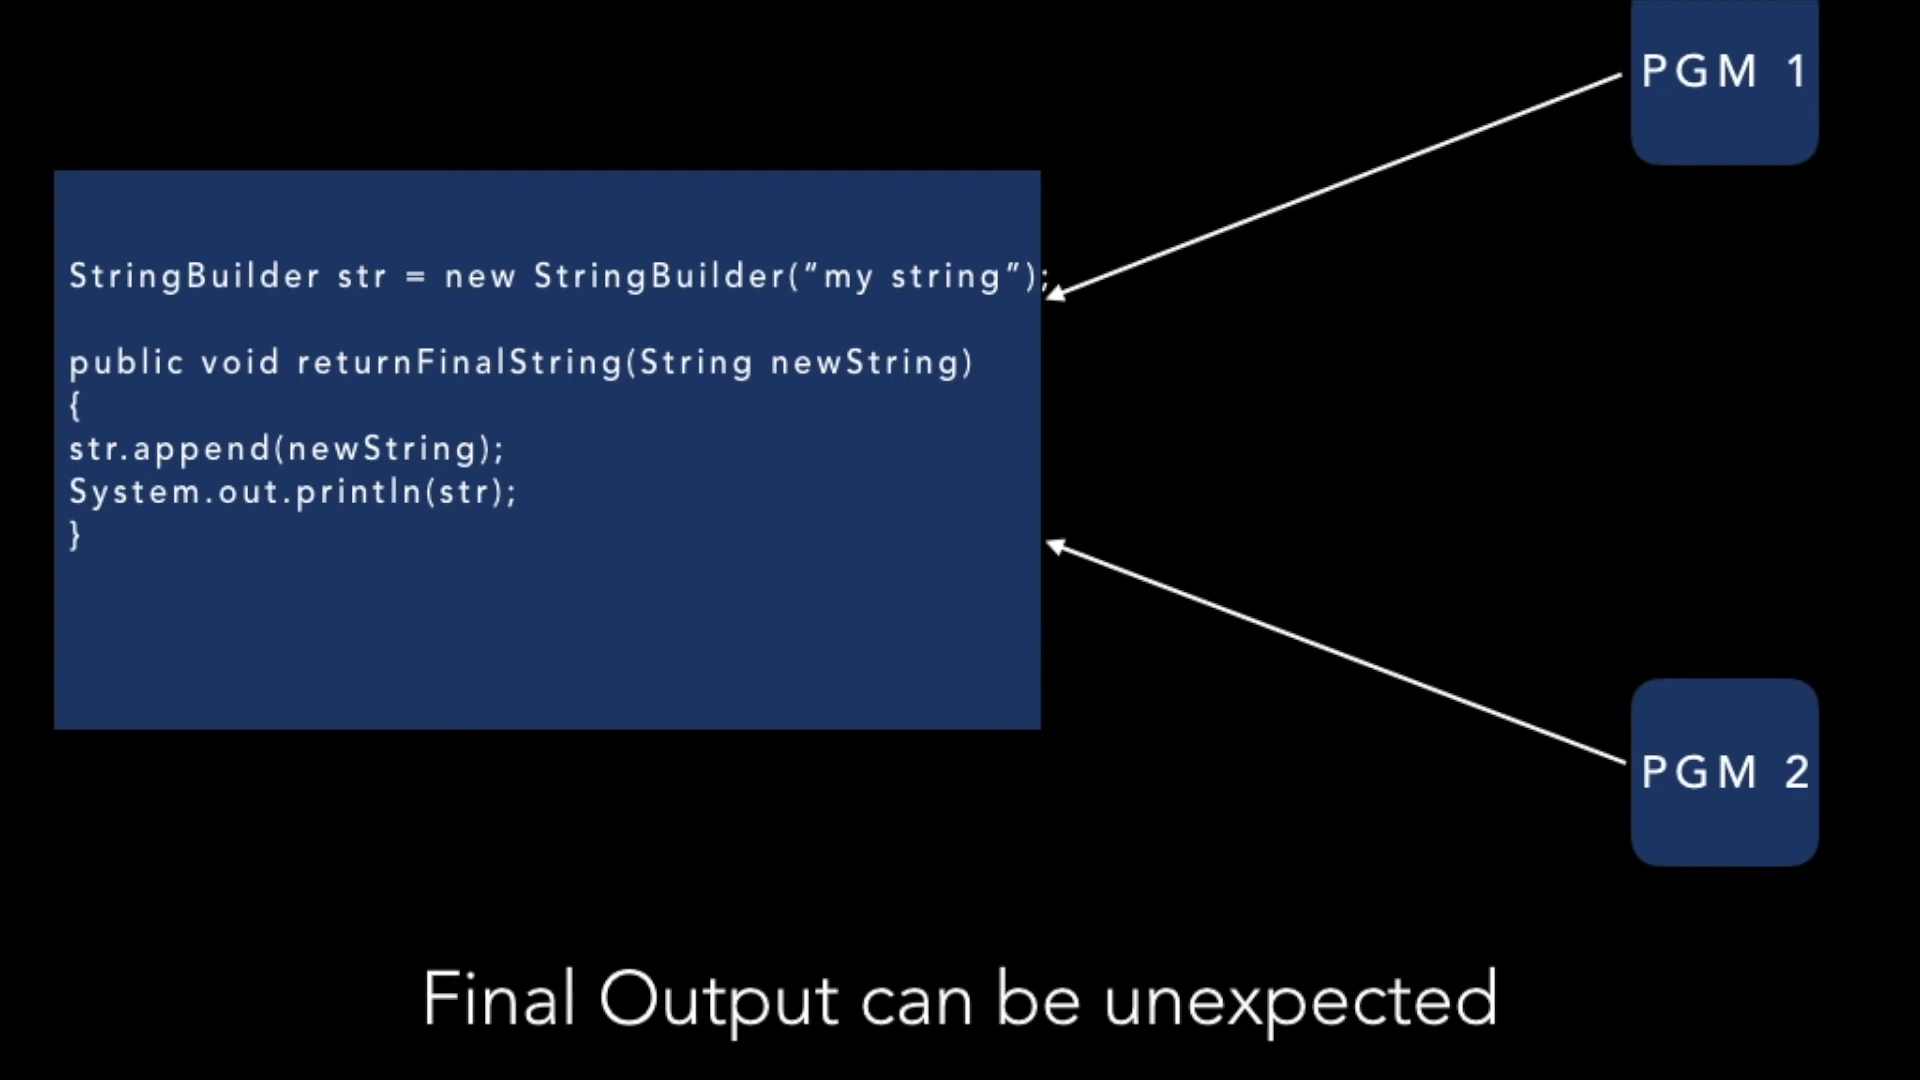 PGM 1
StringBuilder str = new StringBuilder(“my string”);
public void returnFinalString(String newString)
{
str.append(newString);
System.out.println(str);
}
PGM 2
Final Output can be unexpected